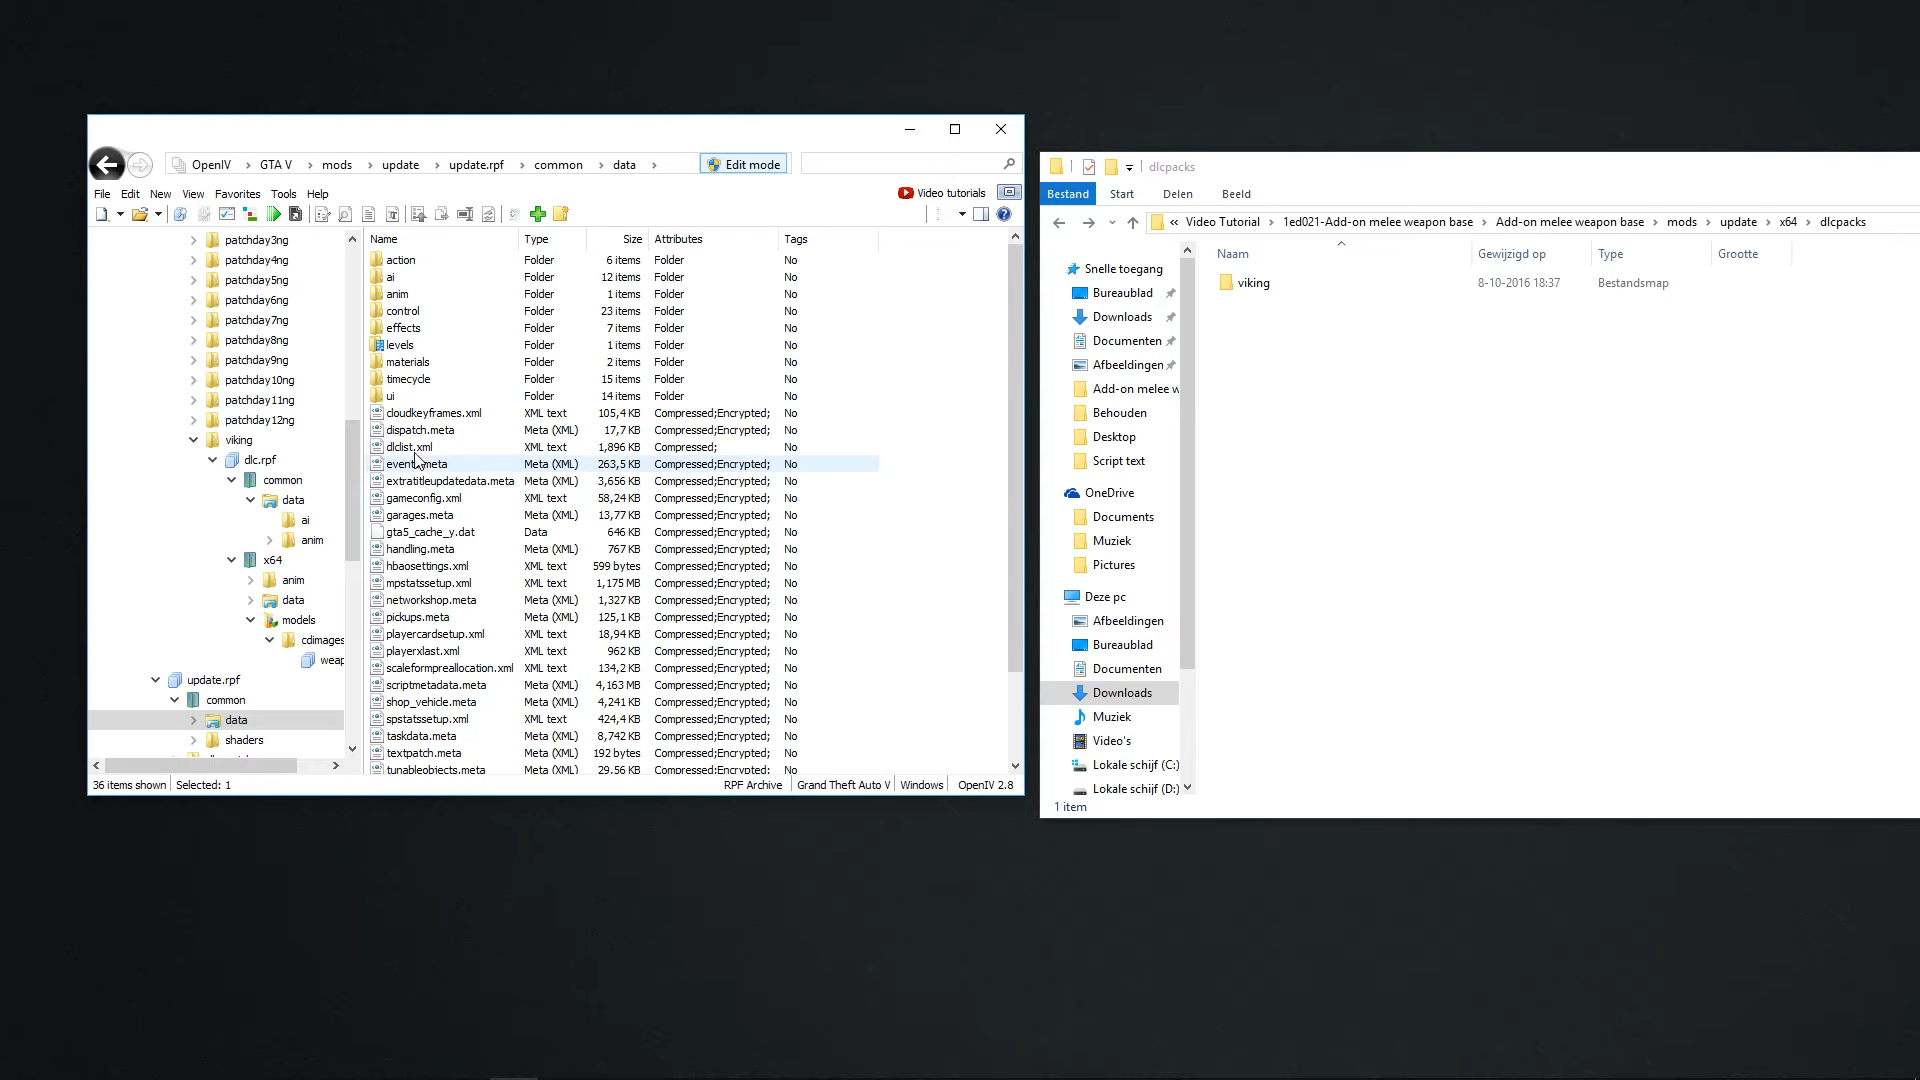 OpenIV GTA V mods update update.rpf common data Edit mode
File Edit New View Favorites Tools Help Video tutorials
patchday3ng
patchday4ng
patchday5ng
patchday6ng
patchday7ng
patchday8ng
patchday9ng
patchday10ng
patchday11ng
patchday12ng
viking
dlc.rpf
common
data
ai
anim
x64
anim
data
models
cdimages
weap
update.rpf
common
data
shaders
Name Type Size Attributes Tags
action Folder 6 items Folder No
ai Folder 12 items Folder No
anim Folder 1 items Folder No
control Folder 23 items Folder No
effects Folder 7 items Folder No
levels Folder 1 items Folder No
materials Folder 2 items Folder No
timecycle Folder 15 items Folder No
ui Folder 14 items Folder No
cloudkeyframes.xml XML text 105,4 KB Compressed;Encrypted; No
dispatch.meta Meta (XML) 17,7 KB Compressed;Encrypted; No
dlclist.xml XML text 1,896 KB Compressed; No
events.meta Meta (XML) 263,5 KB Compressed;Encrypted; No
extratitleupdatedata.meta Meta (XML) 3,656 KB Compressed;Encrypted; No
gameconfig.xml XML text 58,24 KB Compressed;Encrypted; No
garages.meta Meta (XML) 13,77 KB Compressed;Encrypted; No
gta5_cache_y.dat Data 646 KB Compressed;Encrypted; No
handling.meta Meta (XML) 767 KB Compressed;Encrypted; No
hbaosettings.xml XML text 599 bytes Compressed;Encrypted; No
mpstatssetup.xml XML text 1,175 MB Compressed;Encrypted; No
networkshop.meta Meta (XML) 1,327 KB Compressed;Encrypted; No
pickups.meta Meta (XML) 125,1 KB Compressed;Encrypted; No
playercardsetup.xml XML text 18,94 KB Compressed;Encrypted; No
playerxlast.xml XML text 962 KB Compressed;Encrypted; No
scaleformpreallocation.xml XML text 134,2 KB Compressed;Encrypted; No
scriptmetadata.meta Meta (XML) 4,163 MB Compressed;Encrypted; No
shop_vehicle.meta Meta (XML) 4,241 KB Compressed;Encrypted; No
spstatssetup.xml XML text 424,4 KB Compressed;Encrypted; No
taskdata.meta Meta (XML) 8,742 KB Compressed;Encrypted; No
textpatch.meta Meta (XML) 192 bytes Compressed;Encrypted; No
tunableobjects.meta Meta (XML) 29,56 KB Compressed;Encrypted; No
36 items shown Selected: 1 RPF Archive Grand Theft Auto V Windows OpenIV 2.8
dlcpacks
Bestand Start Delen Beeld
« Video Tutorial 1ed021-Add-on melee weapon base Add-on melee weapon base mods update x64 dlcpacks
Snelle toegang
Bureaublad
Downloads
Documenten
Afbeeldingen
Add-on melee w
Behouden
Desktop
Script text
OneDrive
Documents
Muziek
Pictures
Deze pc
Afbeeldingen
Bureaublad
Documenten
Downloads
Muziek
Video's
Lokale schijf (C:)
Lokale schijf (D:)
Naam Gewijzigd op Type Grootte
viking 8-10-2016 18:37 Bestandsmap
1 item